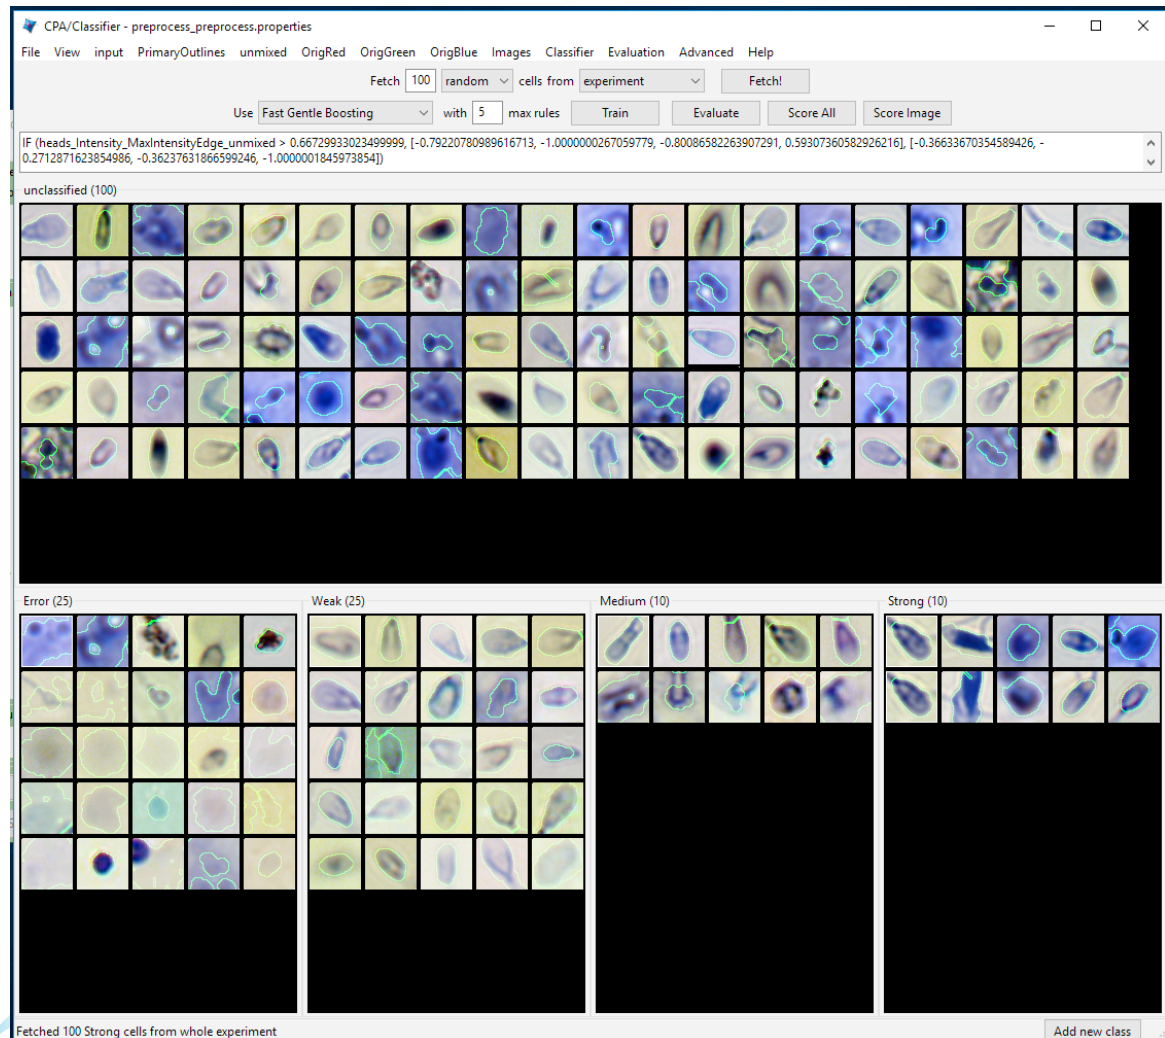 CPA/Classifier - preprocess_preprocess.properties
File View input PrimaryOutlines unmixed OrigRed OrigGreen OrigBlue Images Classifier Evaluation Advanced Help
Fetch 100 random cells from experiment Fetch!
Use Fast Gentle Boosting with 5 max rules Train Evaluate Score All Score Image
IF (heads_Intensity_MaxIntensityEdge_unmixed > 0.66729933023499999, [-0.79220780989616713, -1.0000000267059779, -0.80086582263907291, 0.59307360582926216], [-0.36633670354589426, -
0.2712871623854986, -0.36237631866599246, -1.0000001845973854])
unclassified (100)
Error (25) Weak (25) Medium (10) Strong (10)
Fetched 100 Strong cells from whole experiment Add new class